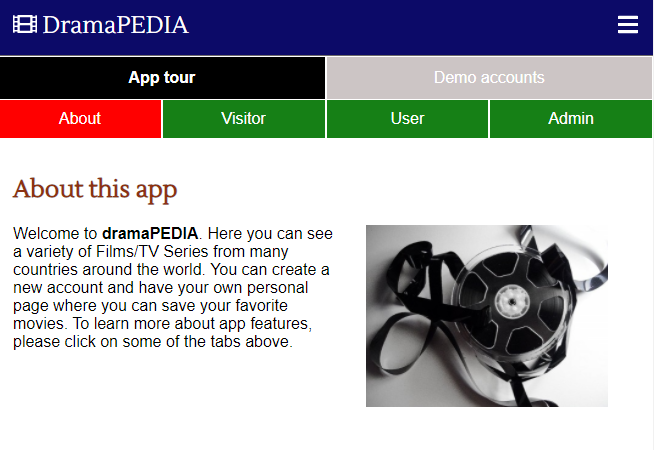 DramaPEDIA
App tour Demo accounts
About Visitor User Admin
About this app
Welcome to dramaPEDIA. Here you can see
a variety of Films/TV Series from many
countries around the world. You can create a
new account and have your own personal
page where you can save your favorite
movies. To learn more about app features,
please click on some of the tabs above.